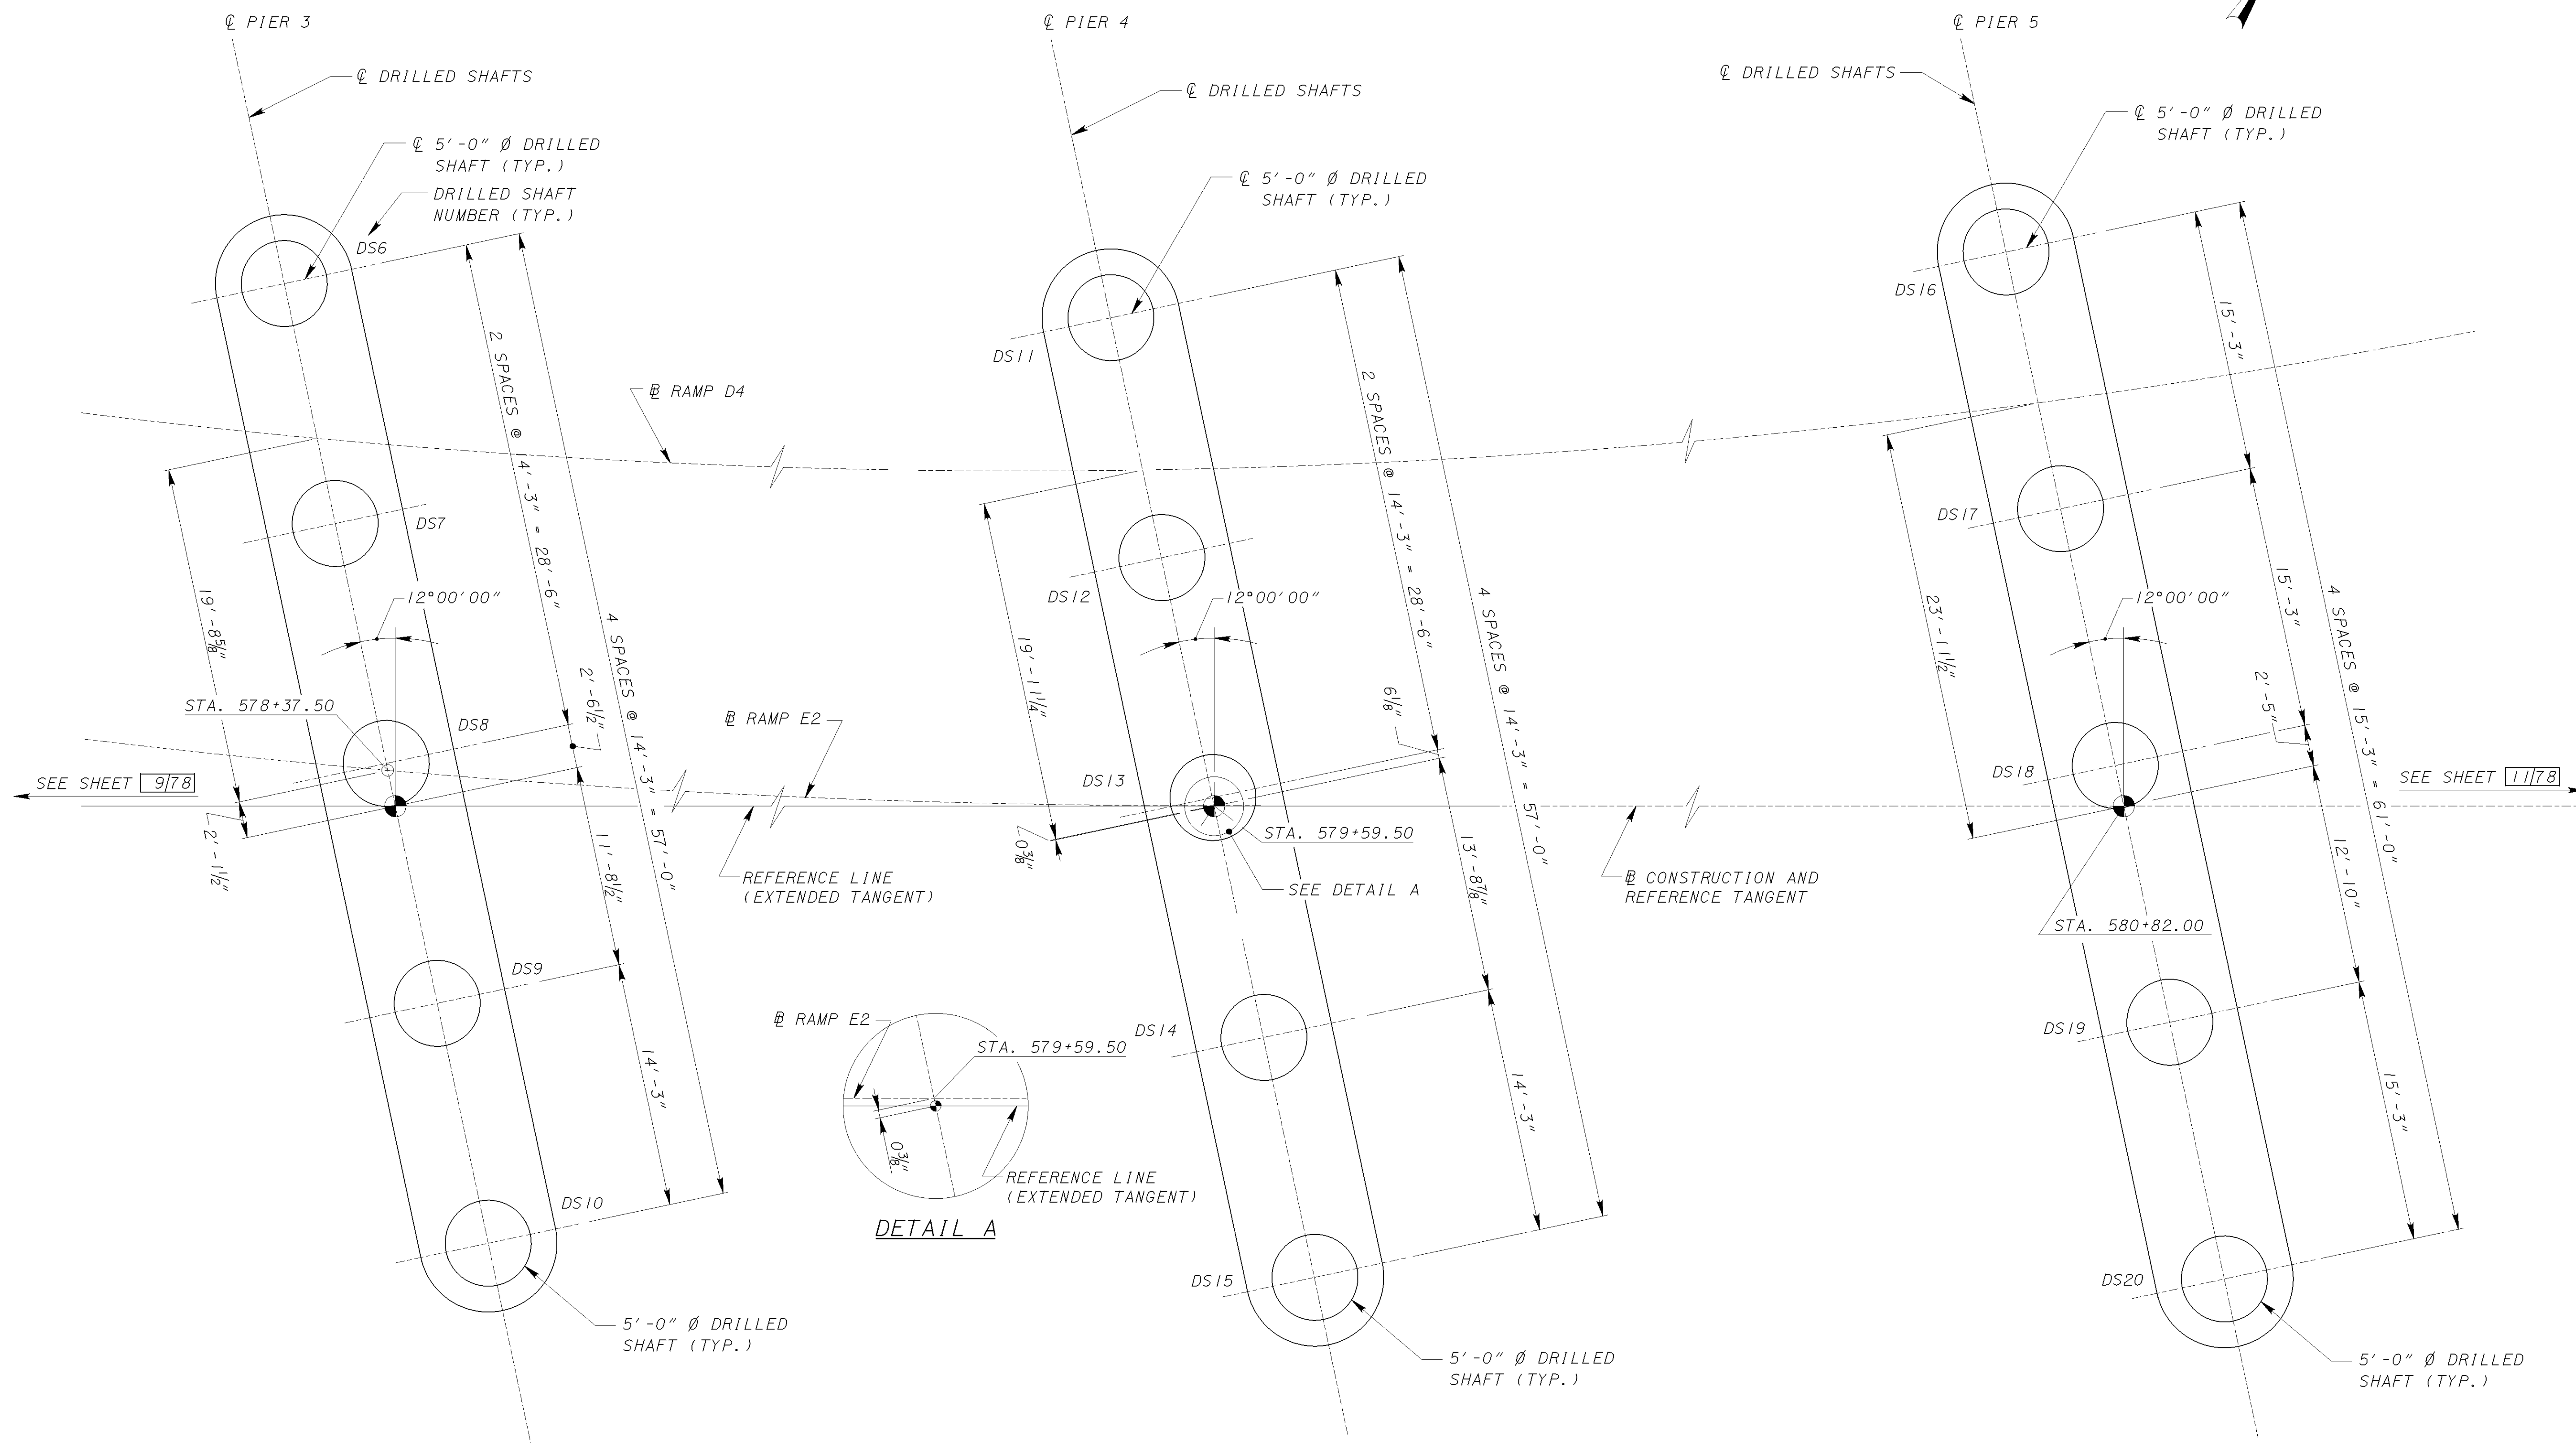 ℄ PIER 3
℄ DRILLED SHAFTS
℄ 5'-0" Ø DRILLED
SHAFT (TYP.)
DRILLED SHAFT
NUMBER (TYP.)
DS6
2 SPACES @ 14'-3" = 28'-6"
4 SPACES @ 14'-3" = 57'-0"
DS7
19'-8⅝"
12°00'00"
STA. 578+37.50
DS8
2'-6½"
SEE SHEET 9/78
2'-1½"
11'-8½"
DS9
14'-3"
DS10
5'-0" Ø DRILLED
SHAFT (TYP.)
℄ PIER 4
℄ DRILLED SHAFTS
℄ 5'-0" Ø DRILLED
SHAFT (TYP.)
DS11
2 SPACES @ 14'-3" = 28'-6"
4 SPACES @ 14'-3" = 57'-0"
B̲L RAMP D4
DS12
12°00'00"
19'-11¼"
6⅛"
B̲L RAMP E2
DS13
STA. 579+59.50
0⅜"
SEE DETAIL A
13'-8⅞"
REFERENCE LINE
(EXTENDED TANGENT)
DS14
14'-3"
DS15
5'-0" Ø DRILLED
SHAFT (TYP.)
B̲L RAMP E2
STA. 579+59.50
0⅜"
REFERENCE LINE
(EXTENDED TANGENT)
DETAIL A
℄ PIER 5
℄ DRILLED SHAFTS
℄ 5'-0" Ø DRILLED
SHAFT (TYP.)
DS16
15'-3"
4 SPACES @ 15'-3" = 61'-0"
DS17
15'-3"
23'-11½"
12°00'00"
2'-5"
DS18
SEE SHEET 11/78
B̲L CONSTRUCTION AND
REFERENCE TANGENT
12'-10"
STA. 580+82.00
DS19
15'-3"
DS20
5'-0" Ø DRILLED
SHAFT (TYP.)